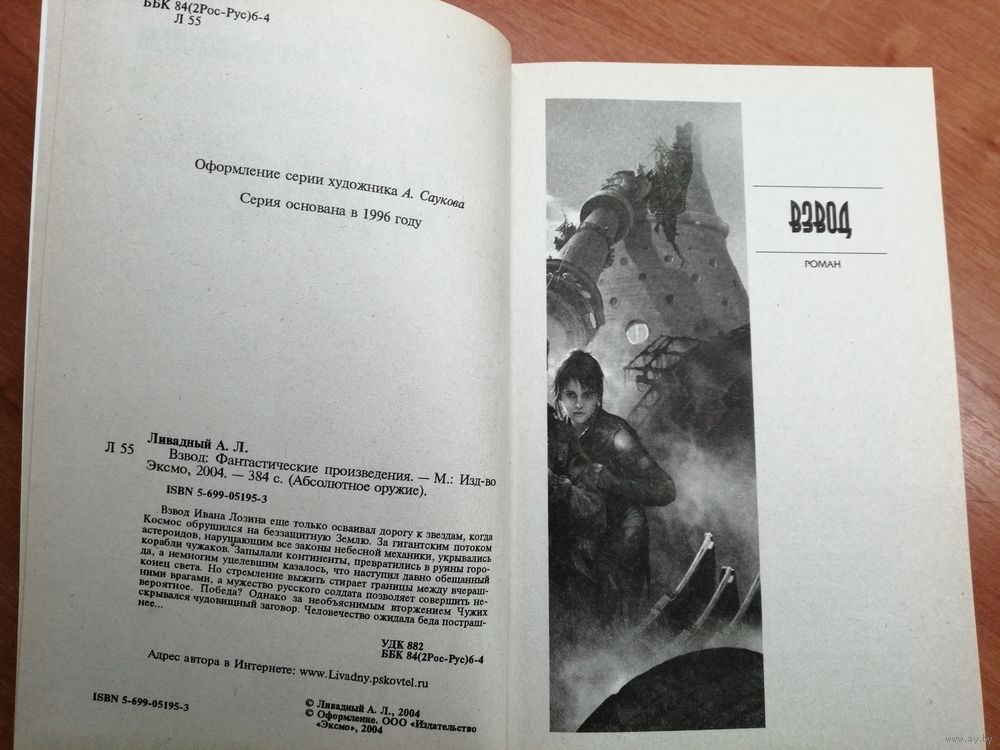 ББК 84(2Рос-Рус)6-4
Л 55
Оформление серии художника А. Саукова
Серия основана в 1996 году
Ливадный А. Л.
Л 55 Взвод: Фантастические произведения. — М.: Изд-во
Эксмо, 2004. — 384 с. (Абсолютное оружие).
ISBN 5-699-05195-3
Взвод Ивана Лозина еще только осваивал дорогу к звездам, когда
Космос обрушился на беззащитную Землю. За гигантским потоком
астероидов, нарушающим все законы небесной механики, укрывались
корабли чужаков. Запылали континенты, превратились в руины горо-
да, а немногим уцелевшим казалось, что наступил давно обещанный
конец света. Но стремление выжить стирает границы между вчераш-
ними врагами, а мужество русского солдата позволяет совершить не-
вероятное. Победа? Однако за необъяснимым вторжением Чужих
скрывался чудовищный заговор. Человечество ожидала беда постраш-
нее...
УДК 882
ББК 84(2Рос-Рус)6-4
Адрес автора в Интернете: www.Livadny.pskovtel.ru
© Ливадный А. Л., 2004
© Оформление. ООО «Издательство
ISBN 5-699-05195-3 «Эксмо», 2004
ВЗВОД
РОМАН
www.ay.by